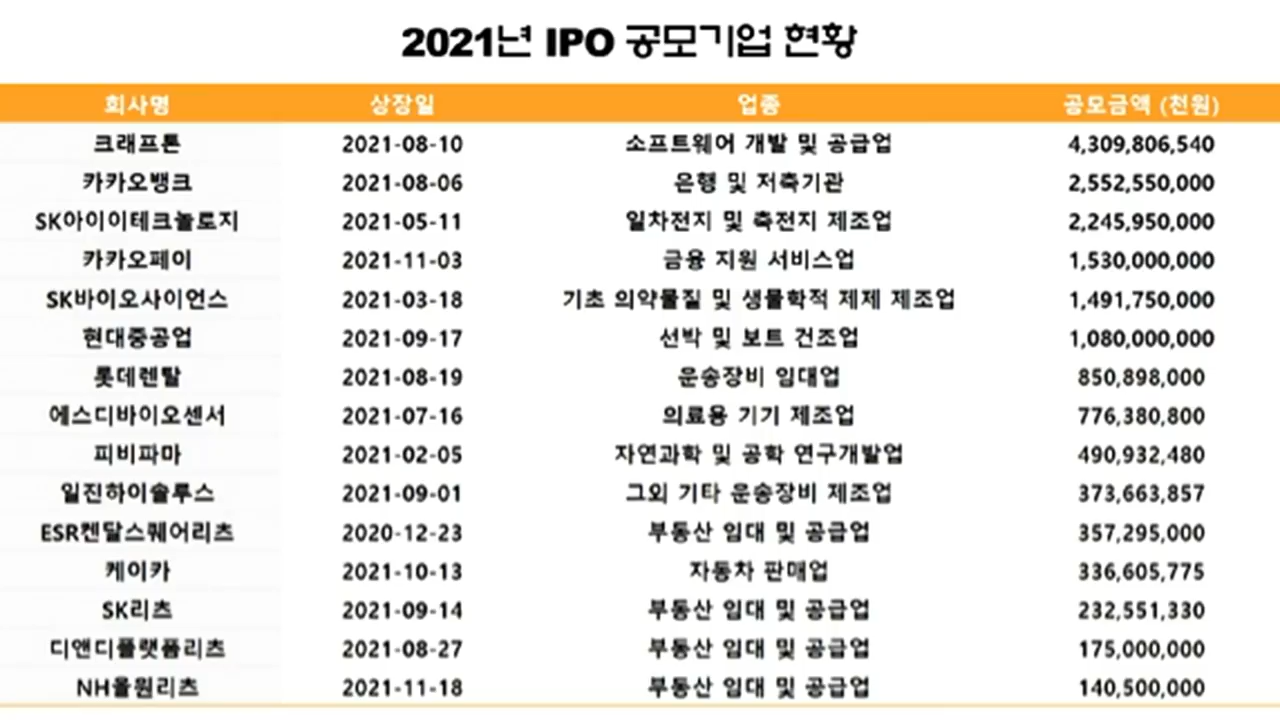 2021년 IPO 공모기업 현황
회사명 상장일 업종 공모금액 (천원)
크래프톤 2021-08-10 소프트웨어 개발 및 공급업 4,309,806,540
카카오뱅크 2021-08-06 은행 및 저축기관 2,552,550,000
SK아이이테크놀로지 2021-05-11 일차전지 및 축전지 제조업 2,245,950,000
카카오페이 2021-11-03 금융 지원 서비스업 1,530,000,000
SK바이오사이언스 2021-03-18 기초 의약물질 및 생물학적 제제 제조업 1,491,750,000
현대중공업 2021-09-17 선박 및 보트 건조업 1,080,000,000
롯데렌탈 2021-08-19 운송장비 임대업 850,898,000
에스디바이오센서 2021-07-16 의료용 기기 제조업 776,380,800
피비파마 2021-02-05 자연과학 및 공학 연구개발업 490,932,480
일진하이솔루스 2021-09-01 그외 기타 운송장비 제조업 373,663,857
ESR켄달스퀘어리츠 2020-12-23 부동산 임대 및 공급업 357,295,000
케이카 2021-10-13 자동차 판매업 336,605,775
SK리츠 2021-09-14 부동산 임대 및 공급업 232,551,330
디앤디플랫폼리츠 2021-08-27 부동산 임대 및 공급업 175,000,000
NH올원리츠 2021-11-18 부동산 임대 및 공급업 140,500,000